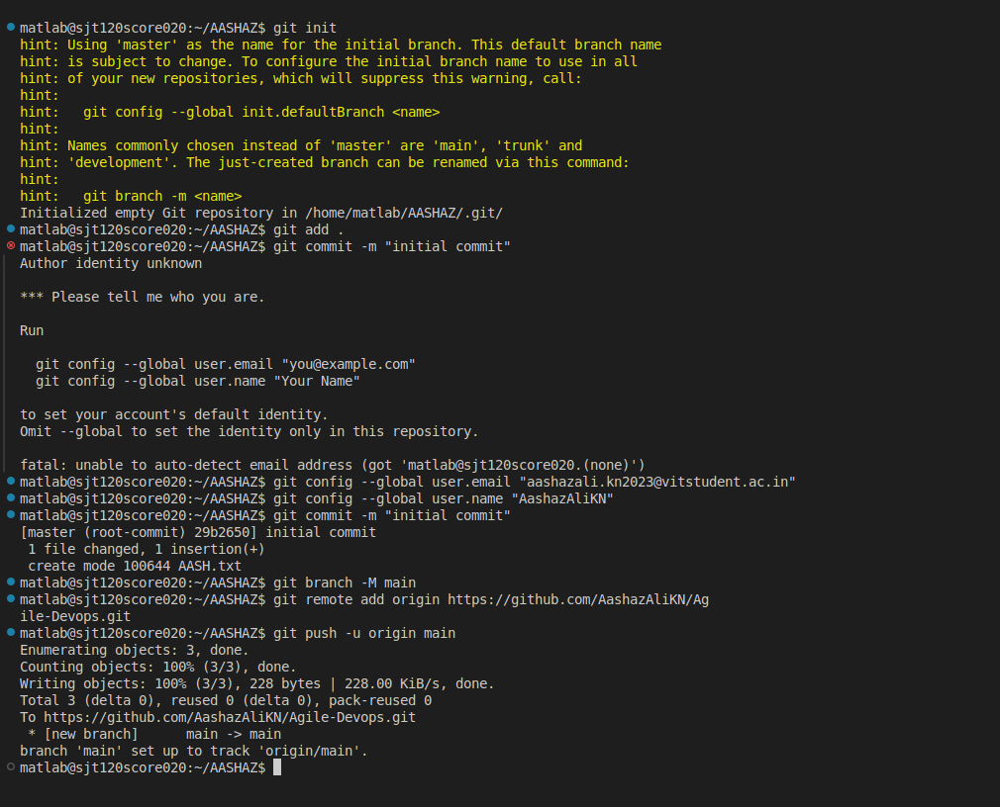 matlab@sjt120score020:~/AASHAZ$ git init
hint: Using 'master' as the name for the initial branch. This default branch name
hint: is subject to change. To configure the initial branch name to use in all
hint: of your new repositories, which will suppress this warning, call:
hint:
hint:   git config --global init.defaultBranch <name>
hint:
hint: Names commonly chosen instead of 'master' are 'main', 'trunk' and
hint: 'development'. The just-created branch can be renamed via this command:
hint:
hint:   git branch -m <name>
Initialized empty Git repository in /home/matlab/AASHAZ/.git/
matlab@sjt120score020:~/AASHAZ$ git add .
matlab@sjt120score020:~/AASHAZ$ git commit -m "initial commit"
Author identity unknown

*** Please tell me who you are.

Run

  git config --global user.email "you@example.com"
  git config --global user.name "Your Name"

to set your account's default identity.
Omit --global to set the identity only in this repository.

fatal: unable to auto-detect email address (got 'matlab@sjt120score020.(none)')
matlab@sjt120score020:~/AASHAZ$ git config --global user.email "aashazali.kn2023@vitstudent.ac.in"
matlab@sjt120score020:~/AASHAZ$ git config --global user.name "AashazAliKN"
matlab@sjt120score020:~/AASHAZ$ git commit -m "initial commit"
[master (root-commit) 29b2650] initial commit
 1 file changed, 1 insertion(+)
 create mode 100644 AASH.txt
matlab@sjt120score020:~/AASHAZ$ git branch -M main
matlab@sjt120score020:~/AASHAZ$ git remote add origin https://github.com/AashazAliKN/Ag
ile-Devops.git
matlab@sjt120score020:~/AASHAZ$ git push -u origin main
Enumerating objects: 3, done.
Counting objects: 100% (3/3), done.
Writing objects: 100% (3/3), 228 bytes | 228.00 KiB/s, done.
Total 3 (delta 0), reused 0 (delta 0), pack-reused 0
To https://github.com/AashazAliKN/Agile-Devops.git
 * [new branch]      main -> main
branch 'main' set up to track 'origin/main'.
matlab@sjt120score020:~/AASHAZ$